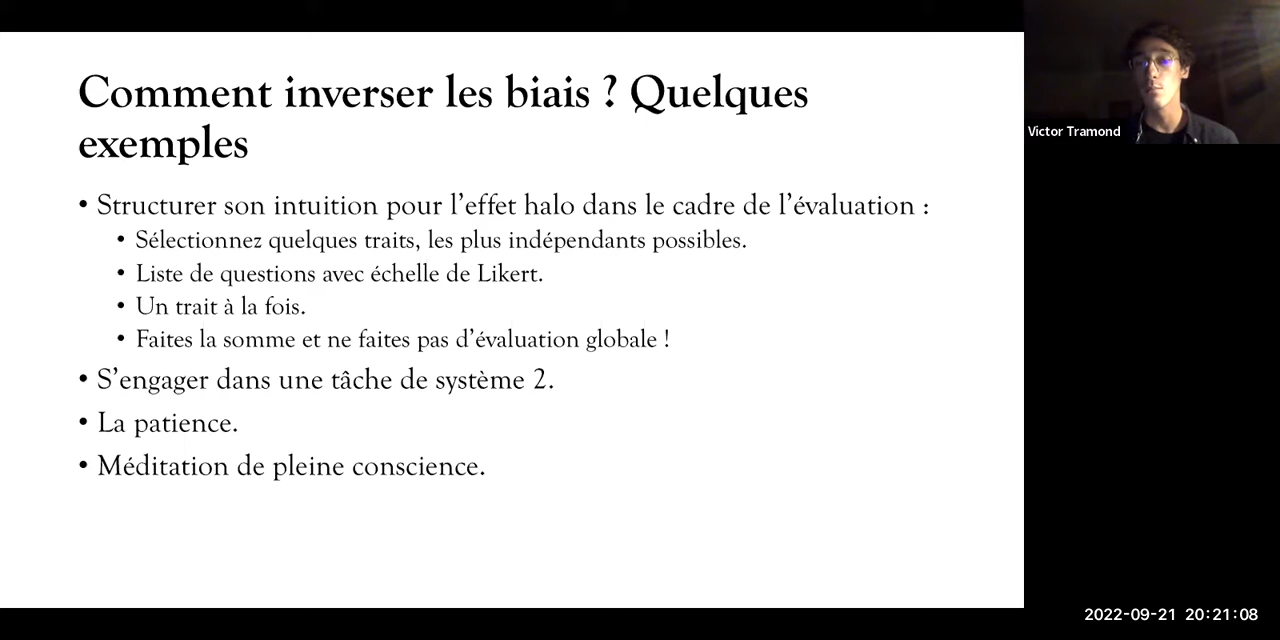 Comment inverser les biais ? Quelques
exemples
• Structurer son intuition pour l’effet halo dans le cadre de l’évaluation :
• Sélectionnez quelques traits, les plus indépendants possibles.
• Liste de questions avec échelle de Likert.
• Un trait à la fois.
• Faites la somme et ne faites pas d’évaluation globale !
• S’engager dans une tâche de système 2.
• La patience.
• Méditation de pleine conscience.
Victor Tramond
2022-09-21 20:21:08